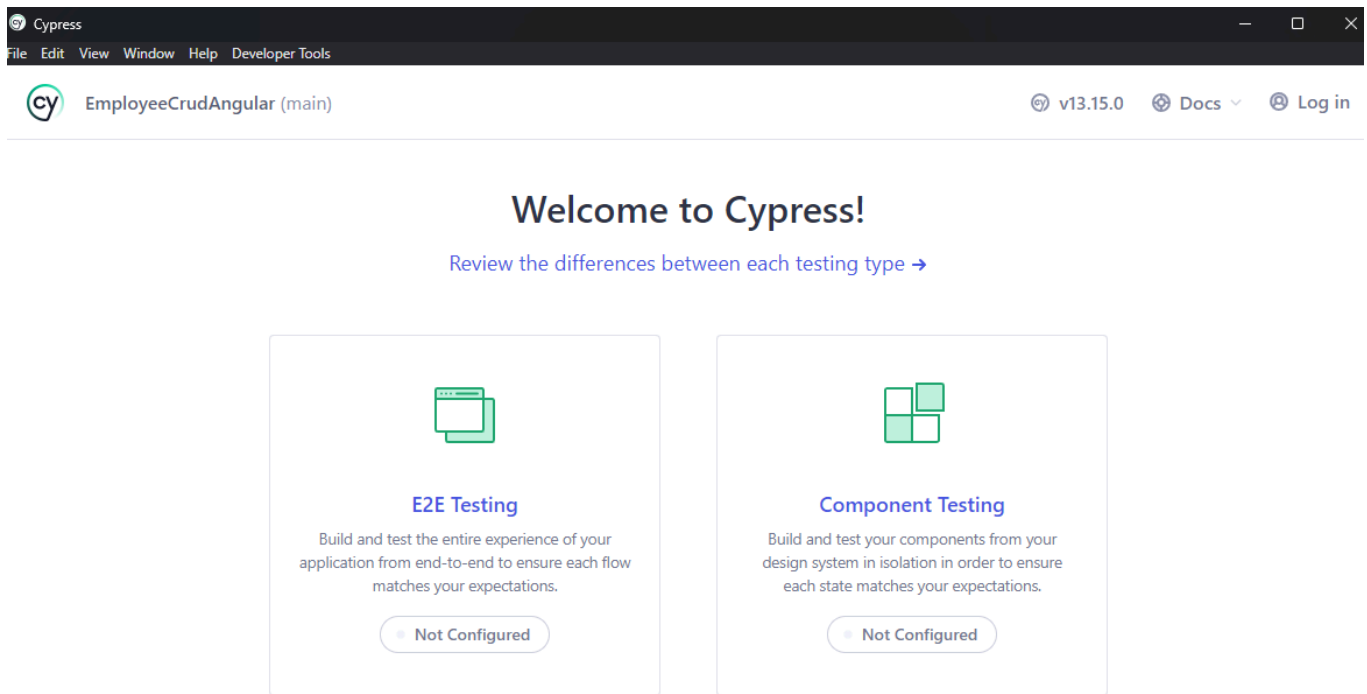 Cypress
File Edit View Window Help Developer Tools
cy EmployeeCrudAngular (main) cy v13.15.0 Docs Log in
Welcome to Cypress!
Review the differences between each testing type →
E2E Testing
Build and test the entire experience of your
application from end-to-end to ensure each flow
matches your expectations.
Not Configured
Component Testing
Build and test your components from your
design system in isolation in order to ensure
each state matches your expectations.
Not Configured